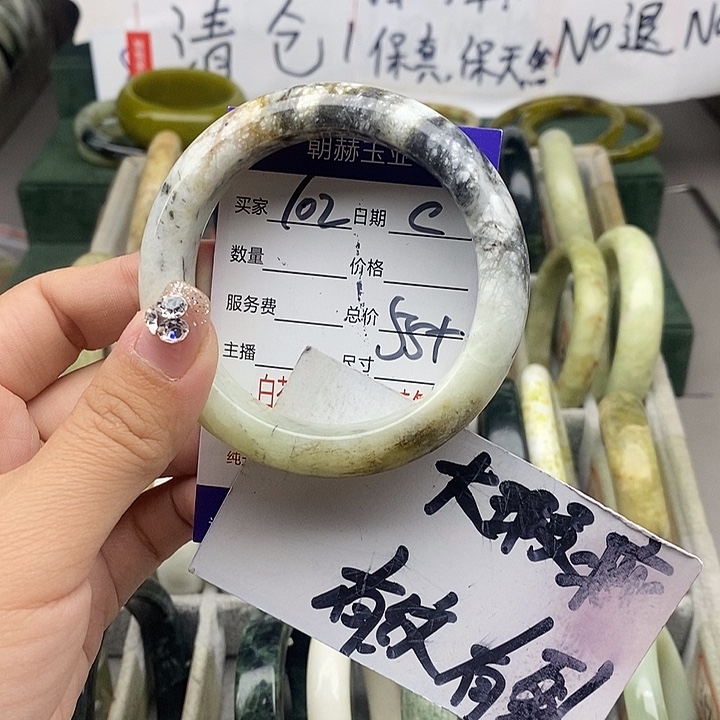 清仓!
保真,保天然
NO退 N
朝赫玉业
买家 102 日期 C
数量 价格
服务费 总价
主播 尺寸 55+
大瑕疵
有纹有裂